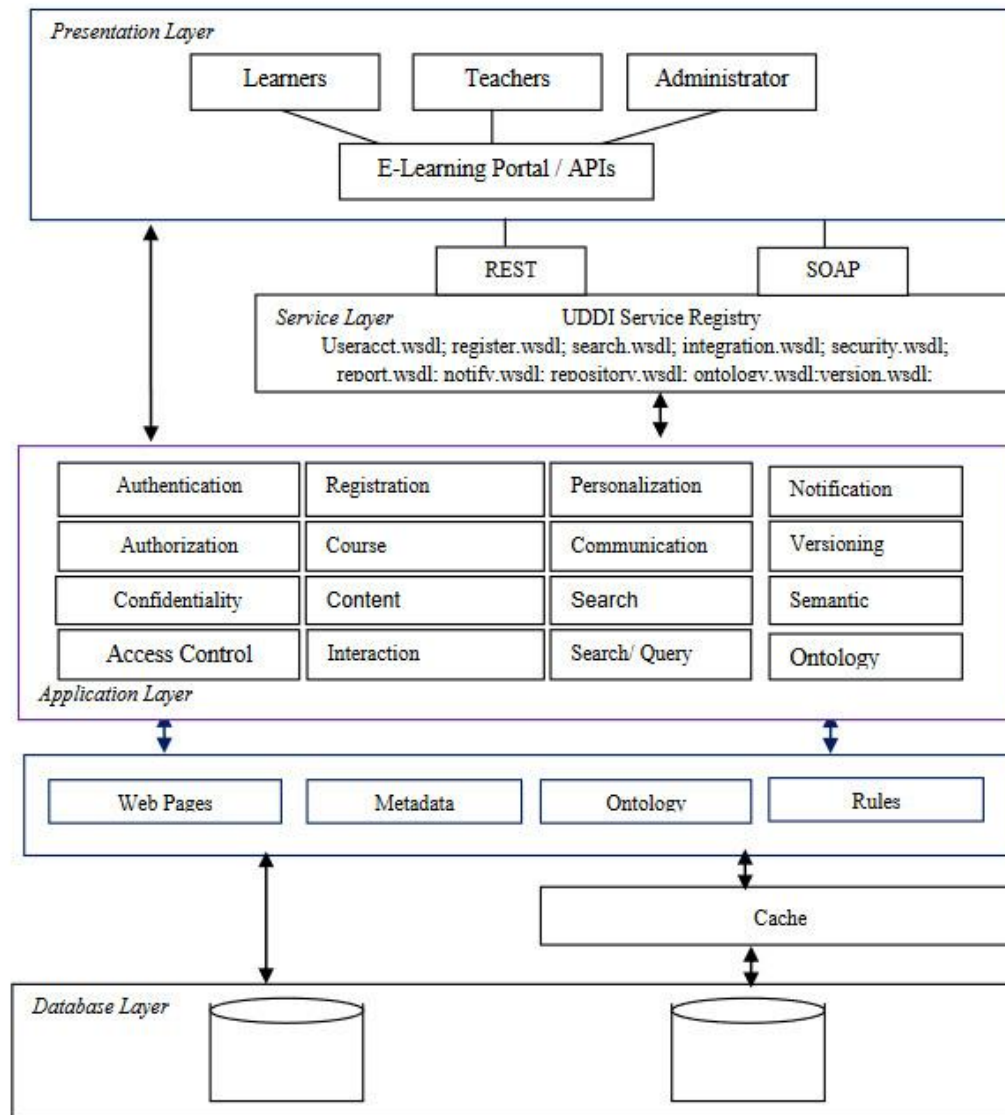 Presentation Layer
Learners
Teachers
Administrator
E-Learning Portal / APIs
REST
SOAP
Service Layer
UDDI Service Registry
Useracct.wsdl; register.wsdl; search.wsdl; integration.wsdl; security.wsdl;
report.wsdl; notify.wsdl; repository.wsdl; ontology.wsdl;version.wsdl;
Authentication
Registration
Personalization
Notification
Authorization
Course
Communication
Versioning
Confidentiality
Content
Search
Semantic
Access Control
Interaction
Search/ Query
Ontology
Application Layer
Web Pages
Metadata
Ontology
Rules
Cache
Database Layer